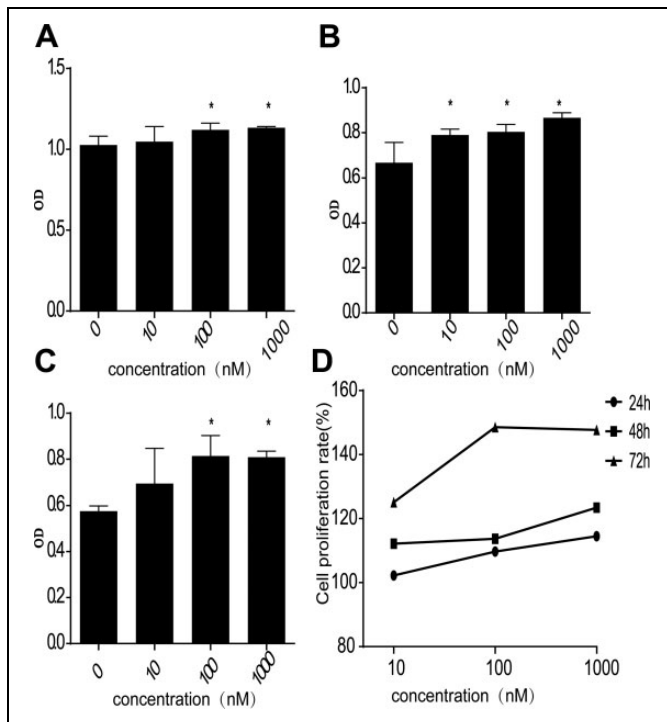 A
1.5
1.0
0.5
0.0
OD
* *
0 10 100 1000
concentration（nM）
B
1.0
0.8
0.6
0.4
0.2
0.0
OD
* * *
0 10 100 1000
concentration（nM）
C
0.8
0.6
0.4
0.2
0.0
OD
* *
0 10 100 1000
concentration（nM）
D
160
140
120
100
80
Cell proliferation rate(%)
24h
48h
72h
10 100 1000
concentration（nM）